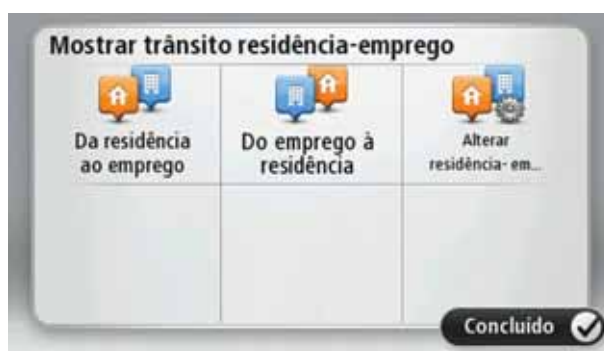 Mostrar trânsito residência-emprego
Da residência
ao emprego
Do emprego à
residência
Alterar
residência- em...
Concluído